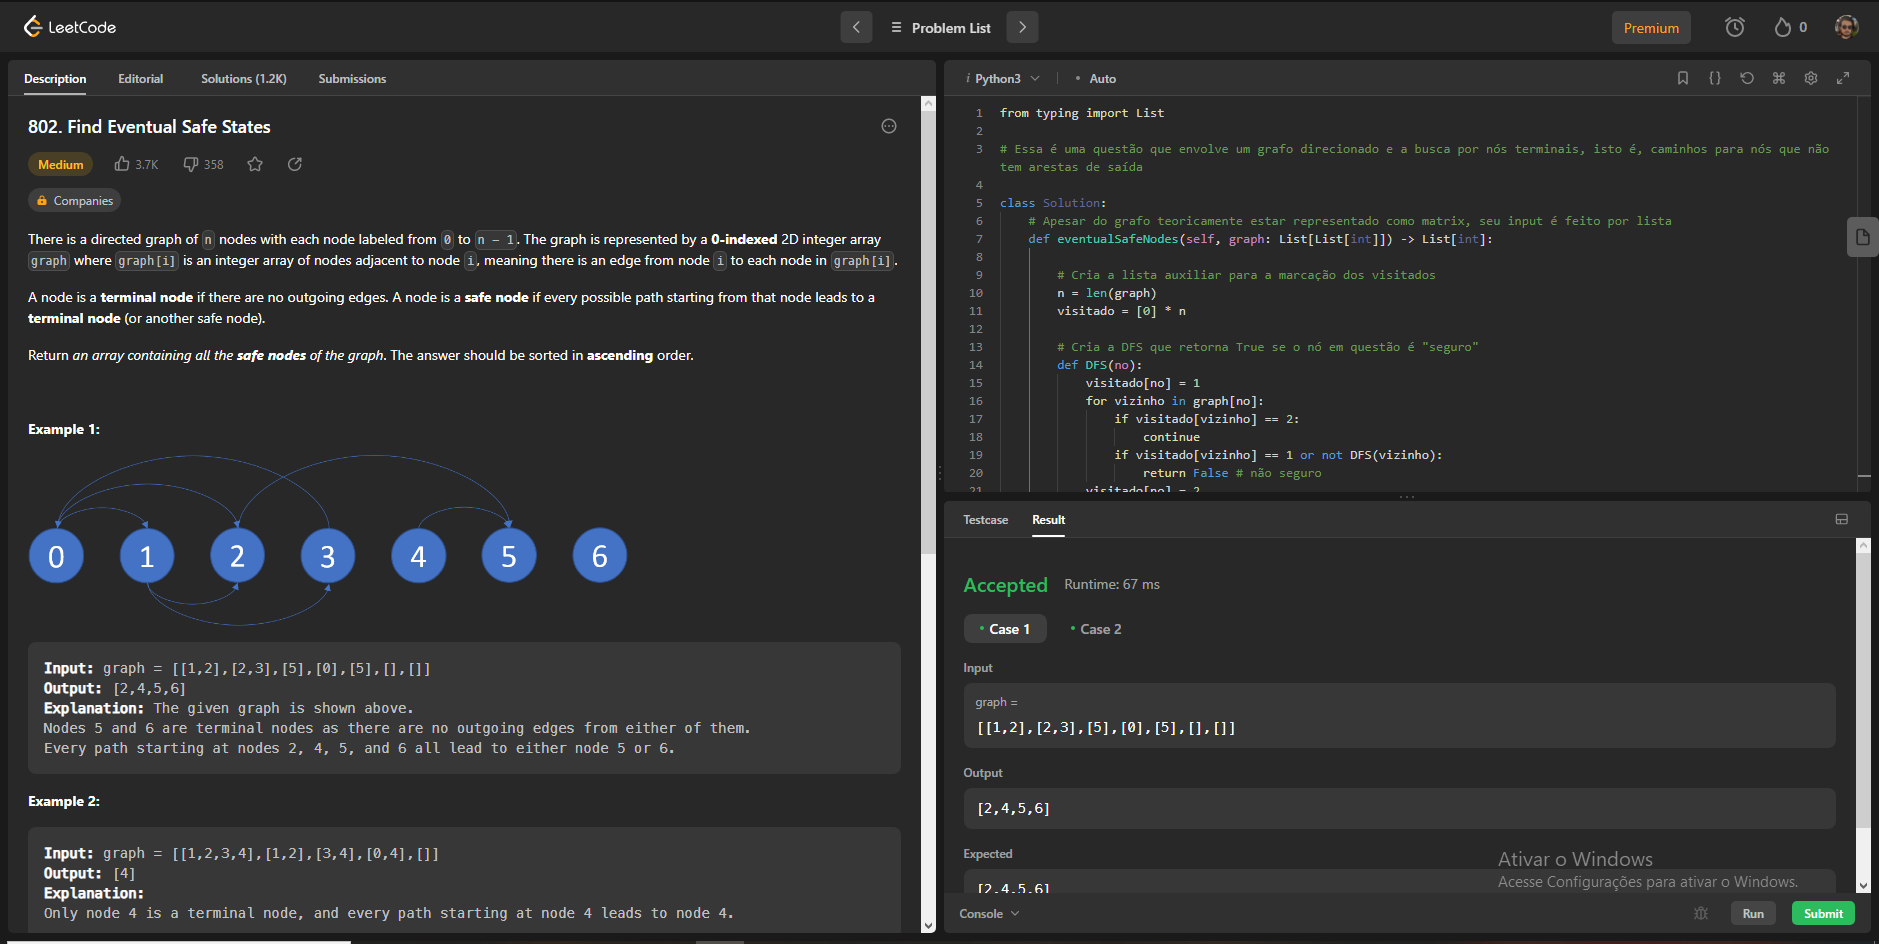 LeetCode
Problem List
Premium
0
Description Editorial Solutions (1.2K) Submissions
802. Find Eventual Safe States
Medium 3.7K 358
Companies
There is a directed graph of n nodes with each node labeled from 0 to n - 1. The graph is represented by a 0-indexed 2D integer array
graph where graph[i] is an integer array of nodes adjacent to node i, meaning there is an edge from node i to each node in graph[i].
A node is a terminal node if there are no outgoing edges. A node is a safe node if every possible path starting from that node leads to a
terminal node (or another safe node).
Return an array containing all the safe nodes of the graph. The answer should be sorted in ascending order.
Example 1:
0 1 2 3 4 5 6
Input: graph = [[1,2],[2,3],[5],[0],[5],[],[]]
Output: [2,4,5,6]
Explanation: The given graph is shown above.
Nodes 5 and 6 are terminal nodes as there are no outgoing edges from either of them.
Every path starting at nodes 2, 4, 5, and 6 all lead to either node 5 or 6.
Example 2:
Input: graph = [[1,2,3,4],[1,2],[3,4],[0,4],[]]
Output: [4]
Explanation:
Only node 4 is a terminal node, and every path starting at node 4 leads to node 4.
i Python3 • Auto
1 from typing import List
2
3 # Essa é uma questão que envolve um grafo direcionado e a busca por nós terminais, isto é, caminhos para nós que não
tem arestas de saída
4
5 class Solution:
6 # Apesar do grafo teoricamente estar representado como matrix, seu input é feito por lista
7 def eventualSafeNodes(self, graph: List[List[int]]) -> List[int]:
8
9 # Cria a lista auxiliar para a marcação dos visitados
10 n = len(graph)
11 visitado = [0] * n
12
13 # Cria a DFS que retorna True se o nó em questão é "seguro"
14 def DFS(no):
15 visitado[no] = 1
16 for vizinho in graph[no]:
17 if visitado[vizinho] == 2:
18 continue
19 if visitado[vizinho] == 1 or not DFS(vizinho):
20 return False # não seguro
21 visitado[no] = 2
Testcase Result
Accepted Runtime: 67 ms
• Case 1 • Case 2
Input
graph =
[[1,2],[2,3],[5],[0],[5],[],[]]
Output
[2,4,5,6]
Expected
[2,4,5,6]
Ativar o Windows
Acesse Configurações para ativar o Windows.
Console Run Submit